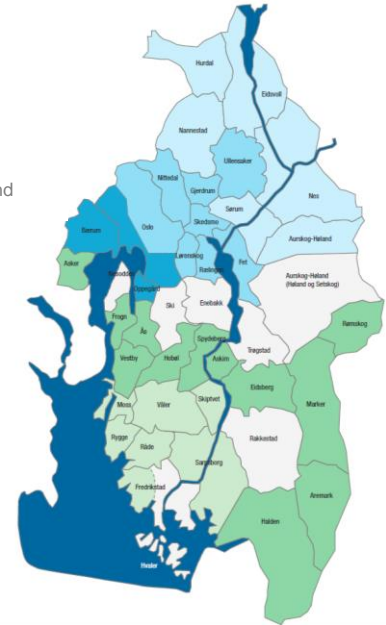 Hurdal
Eidsvoll
Nannestad
Ullensaker
nd
Nittedal
Gjerdrum
Nes
Sørum
Skedsmo
Bærum
Oslo
Aurskog-Høland
Lørenskog
Asker
Rælingen
Fet
Nesodden
Oppegård
Aurskog-Høland
(Høland og Setskog)
Ski
Enebakk
Rømskog
Frogn
Ås
Spydeberg
Trøgstad
Vestby
Hobøl
Askim
Eidsberg
Marker
Moss
Våler
Skiptvet
Rygge
Råde
Rakkestad
Sarpsborg
Fredrikstad
Aremark
Halden
Hvaler